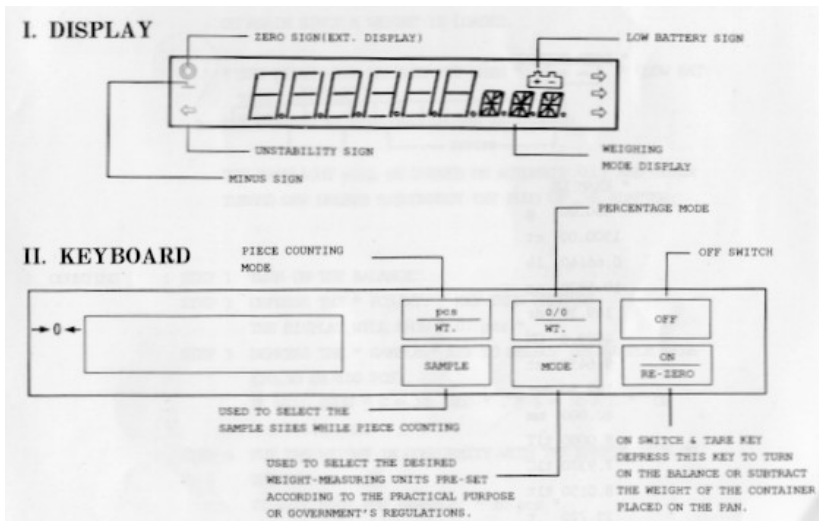 I. DISPLAY
ZERO SIGN(EXT. DISPLAY)
LOW BATTERY SIGN
UNSTABILITY SIGN
MINUS SIGN
WEIGHING
MODE DISPLAY
PERCENTAGE MODE
II. KEYBOARD
PIECE COUNTING
MODE
OFF SWITCH
→0←
pcs
WT.
0/0
WT.
OFF
SAMPLE
MODE
ON
RE-ZERO
USED TO SELECT THE
SAMPLE SIZES WHILE PIECE COUNTING
USED TO SELECT THE DESIRED
WEIGHT-MEASURING UNITS PRE-SET
ACCORDING TO THE PRACTICAL PURPOSE
OR GOVERNMENT'S REGULATIONS.
ON SWITCH & TARE KEY
DEPRESS THIS KEY TO TURN
ON THE BALANCE OR SUBTRACT
THE WEIGHT OF THE CONTAINER
PLACED ON THE PAN.